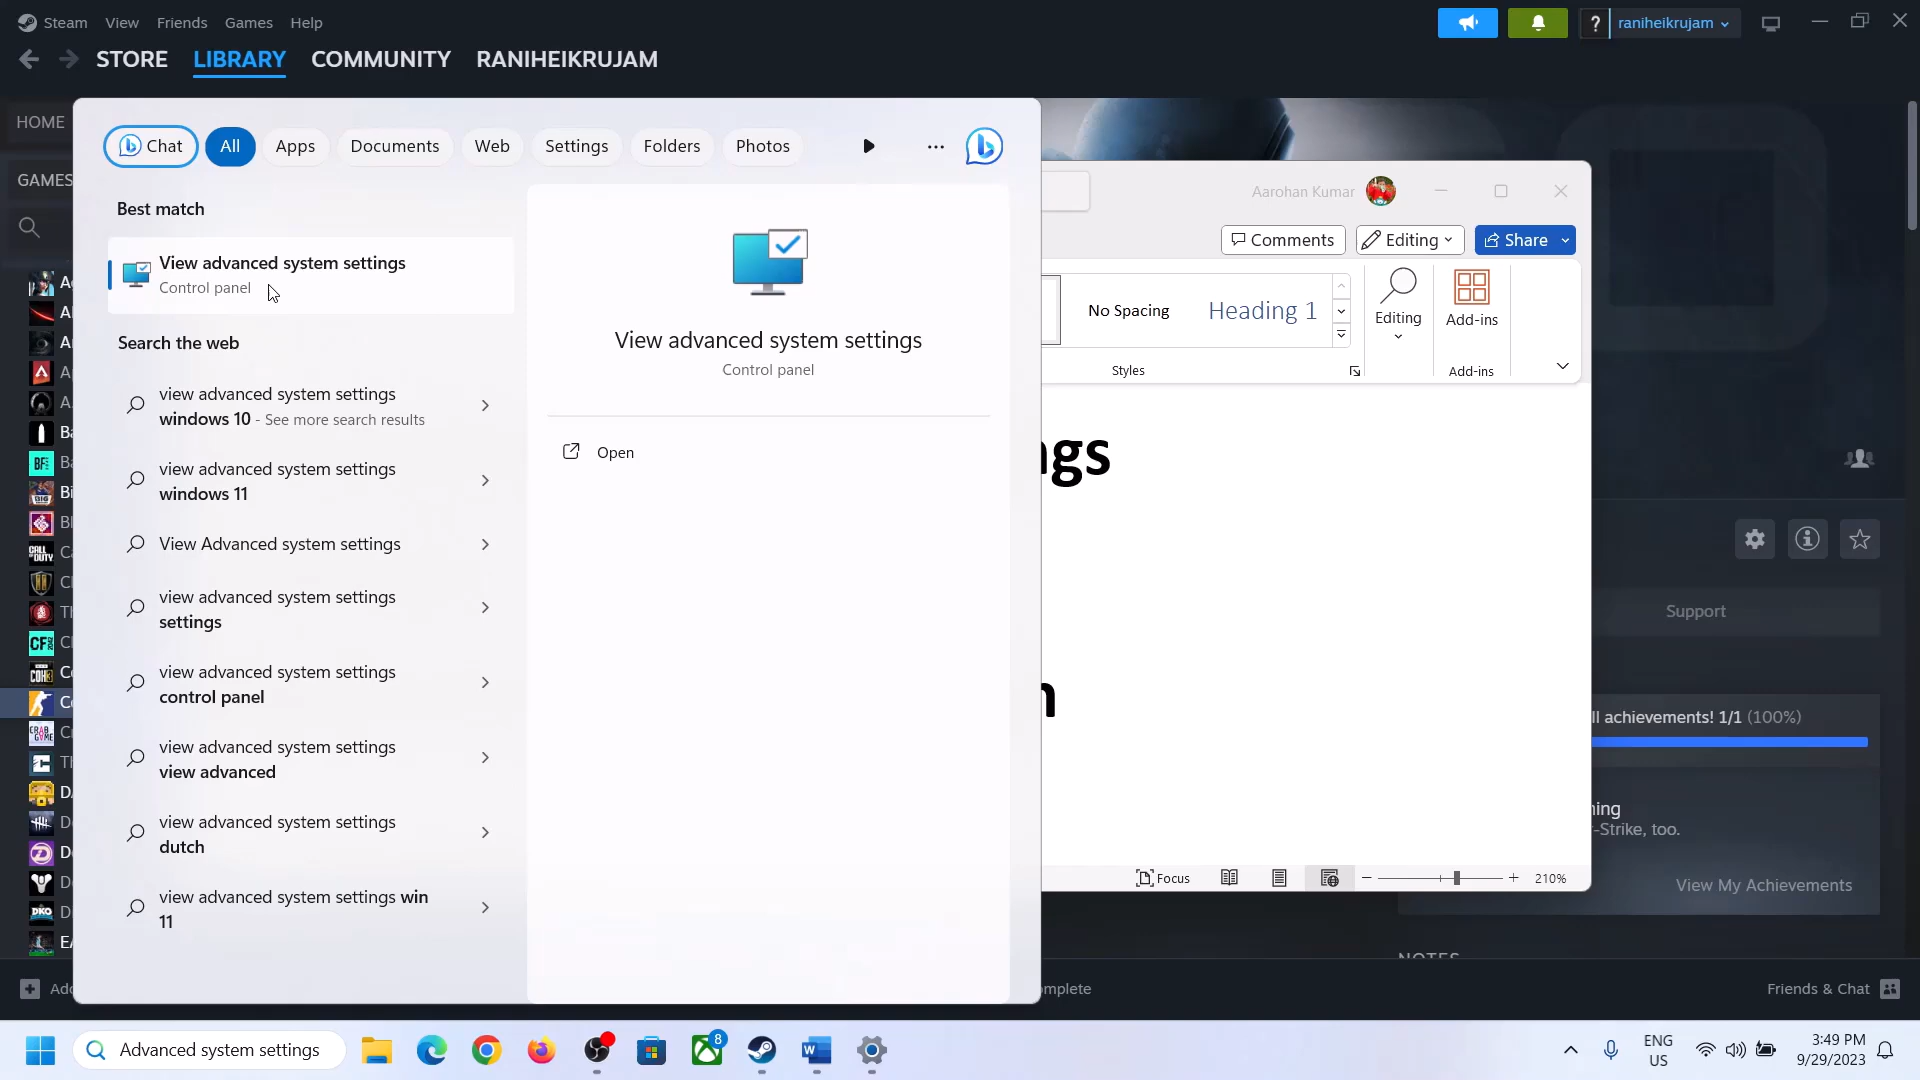 Steam View Friends Games Help
raniheikrujam
STORE LIBRARY COMMUNITY RANIHEIKRUJAM
HOME
GAMES
Chat All Apps Documents Web Settings Folders Photos
Best match
View advanced system settings
Control panel
Search the web
view advanced system settings
windows 10 - See more search results
view advanced system settings
windows 11
View Advanced system settings
view advanced system settings
settings
view advanced system settings
control panel
view advanced system settings
view advanced
view advanced system settings
dutch
view advanced system settings win
11
View advanced system settings
Control panel
Open
Aarohan Kumar
Comments Editing Share
No Spacing Heading 1
Editing
Add-ins
Styles
Add-ins
ngs
n
Focus
210%
Support
ll achievements! 1/1 (100%)
ning
-Strike, too.
View My Achievements
NOTES
mplete
Friends & Chat
Advanced system settings
8
ENG
US
3:49 PM
9/29/2023